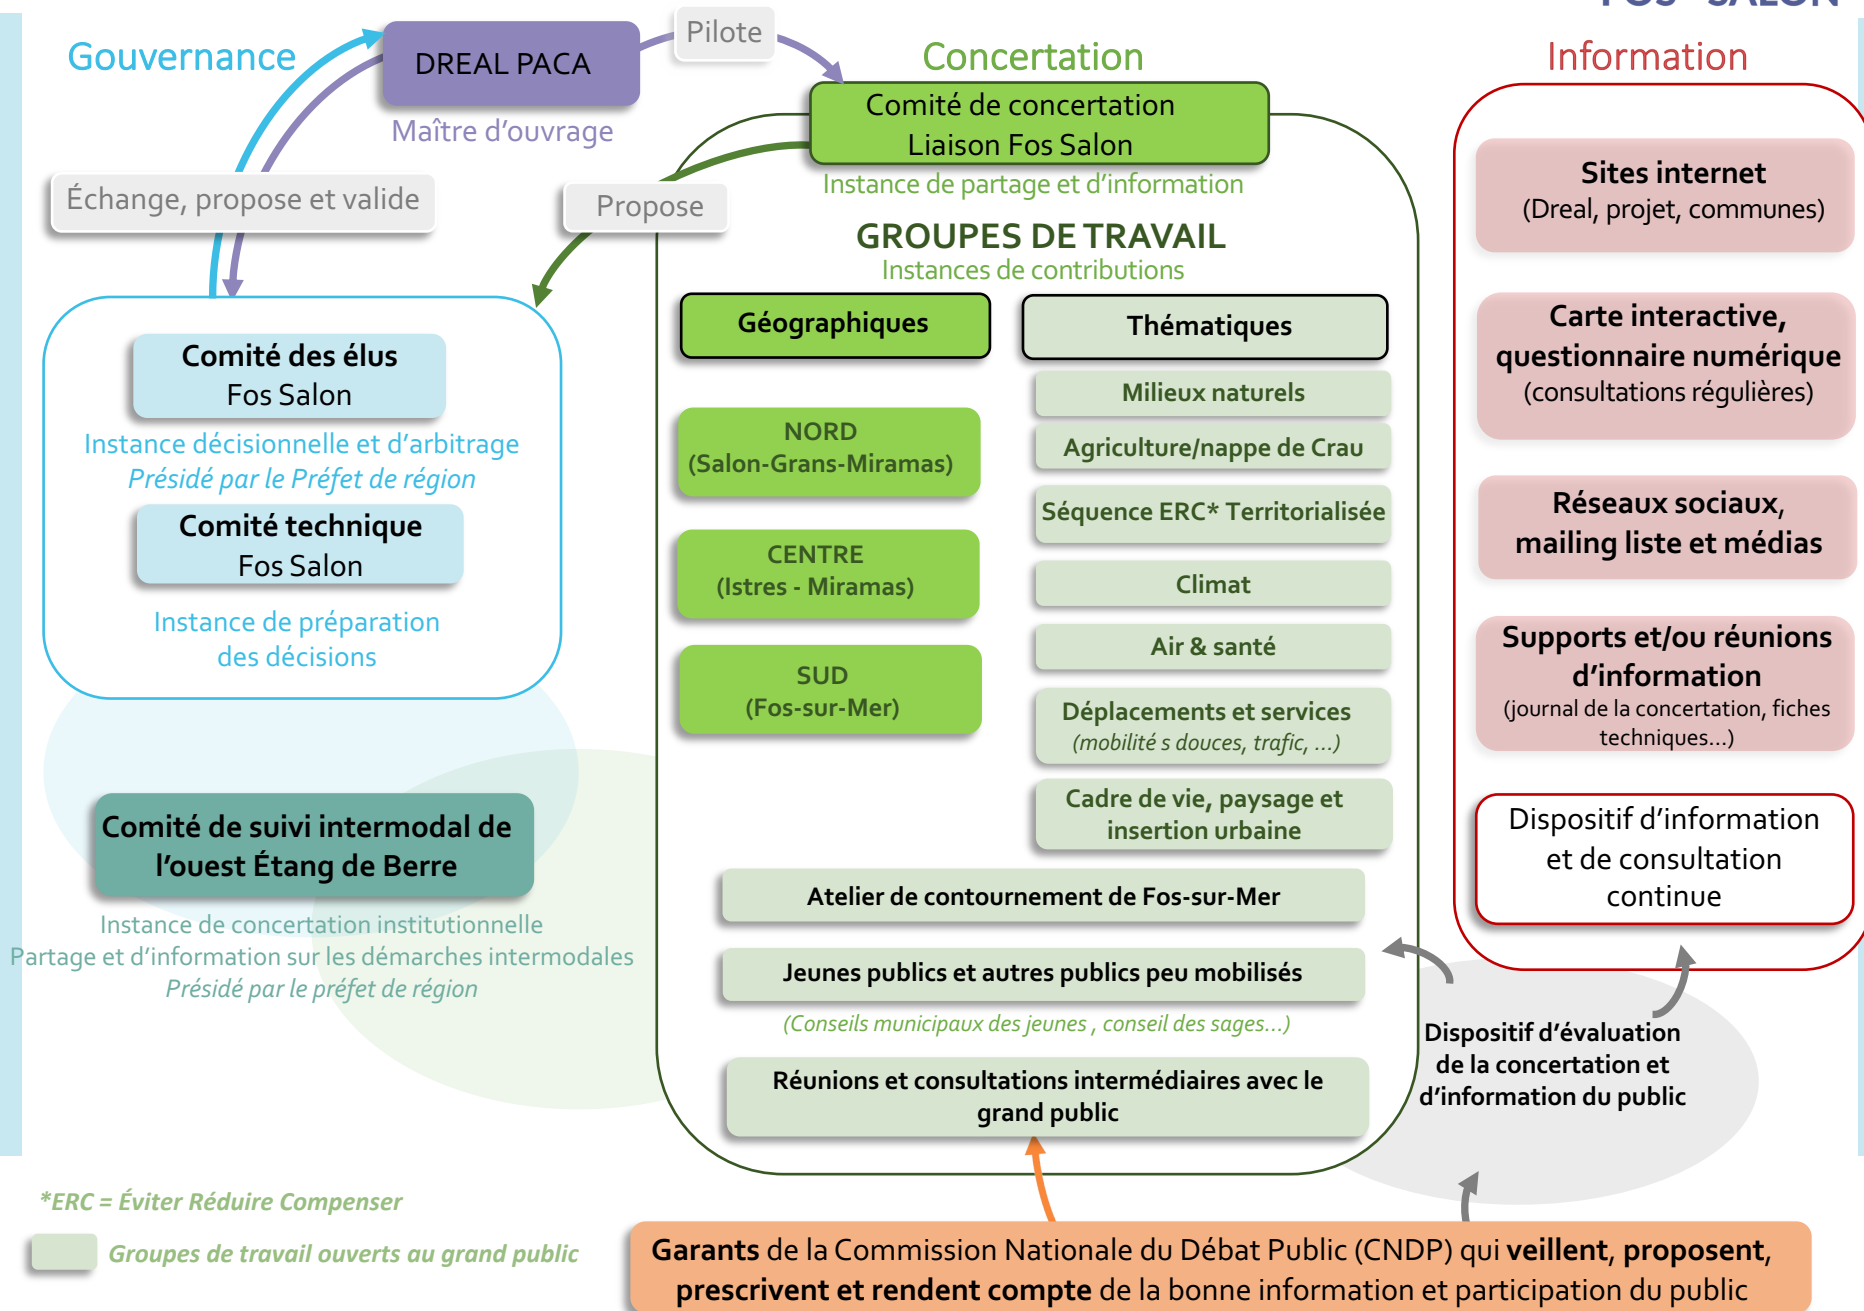 FOS - SALON
Gouvernance
DREAL PACA
Maître d'ouvrage
Pilote
Échange, propose et valide
Propose
Comité des élus
Fos Salon
Instance décisionnelle et d'arbitrage
Présidé par le Préfet de région
Comité technique
Fos Salon
Instance de préparation
des décisions
Comité de suivi intermodal de
l'ouest Étang de Berre
Instance de concertation institutionnelle
Partage et d'information sur les démarches intermodales
Présidé par le préfet de région
Concertation
Comité de concertation
Liaison Fos Salon
Instance de partage et d'information
GROUPES DE TRAVAIL
Instances de contributions
Géographiques
NORD
(Salon-Grans-Miramas)
CENTRE
(Istres - Miramas)
SUD
(Fos-sur-Mer)
Thématiques
Milieux naturels
Agriculture/nappe de Crau
Séquence ERC* Territorialisée
Climat
Air & santé
Déplacements et services
(mobilité s douces, trafic, ...)
Cadre de vie, paysage et
insertion urbaine
Atelier de contournement de Fos-sur-Mer
Jeunes publics et autres publics peu mobilisés
(Conseils municipaux des jeunes , conseil des sages...)
Réunions et consultations intermédiaires avec le
grand public
Information
Sites internet
(Dreal, projet, communes)
Carte interactive,
questionnaire numérique
(consultations régulières)
Réseaux sociaux,
mailing liste et médias
Supports et/ou réunions
d'information
(journal de la concertation, fiches
techniques...)
Dispositif d'information
et de consultation
continue
Dispositif d'évaluation
de la concertation et
d'information du public
*ERC = Éviter Réduire Compenser
Groupes de travail ouverts au grand public
Garants de la Commission Nationale du Débat Public (CNDP) qui veillent, proposent,
prescrivent et rendent compte de la bonne information et participation du public